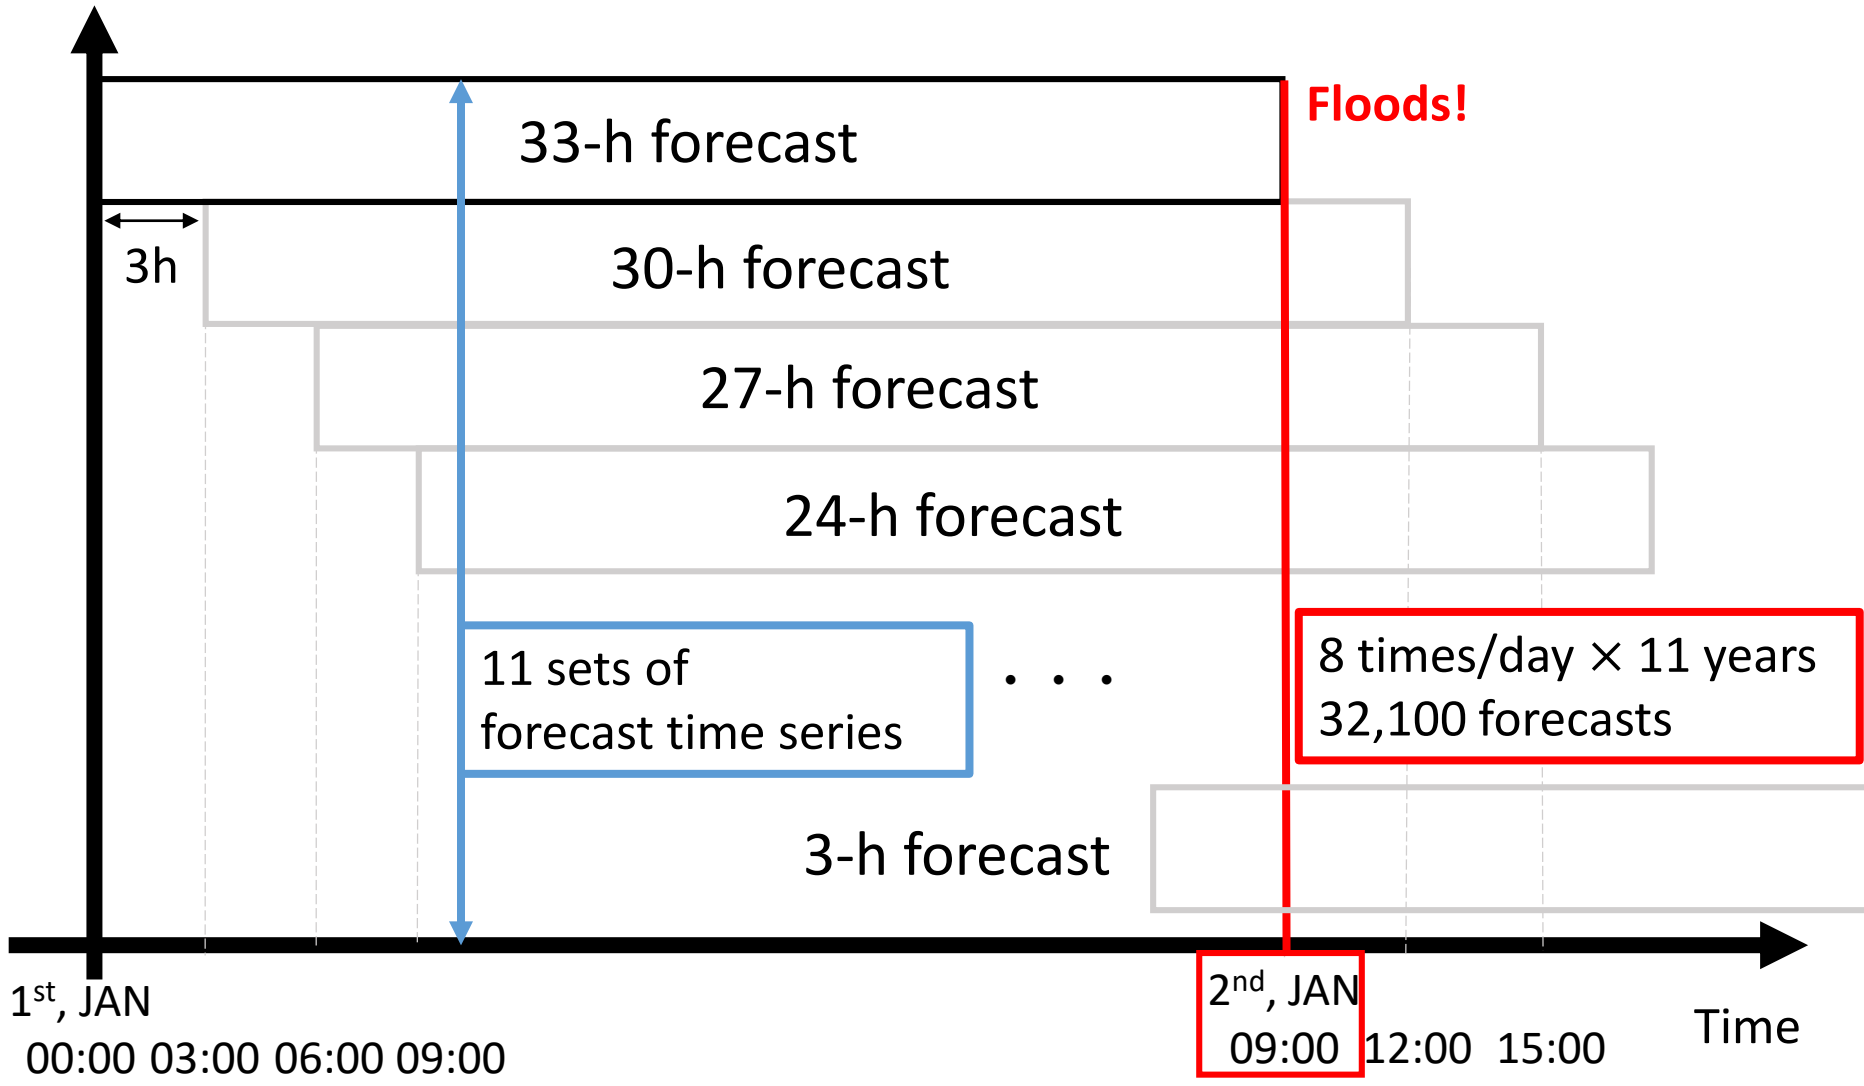 Floods!
33-h forecast
3h
30-h forecast
27-h forecast
24-h forecast
11 sets of
forecast time series
. . .
8 times/day × 11 years
32,100 forecasts
3-h forecast
1st, JAN
00:00 03:00 06:00 09:00
2nd, JAN
09:00
12:00 15:00
Time